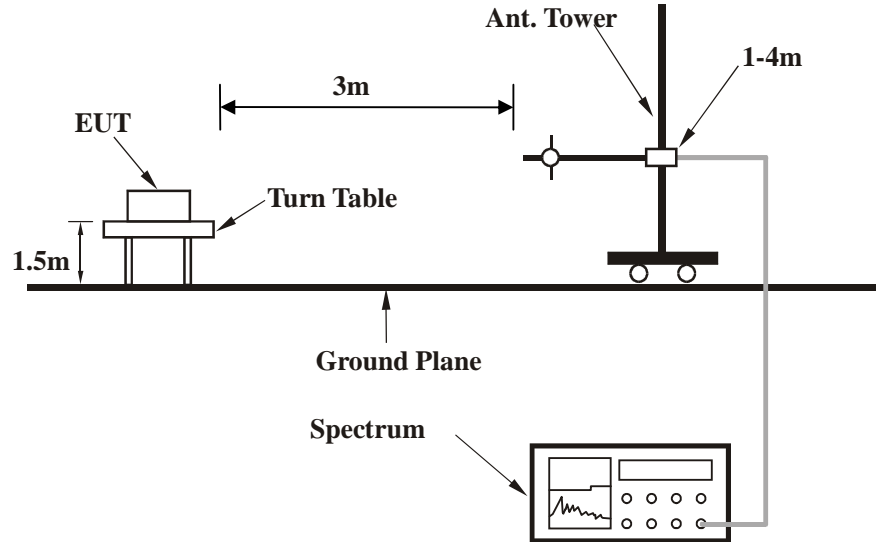 Ant. Tower
1-4m
3m
EUT
Turn Table
1.5m
Ground Plane
Spectrum